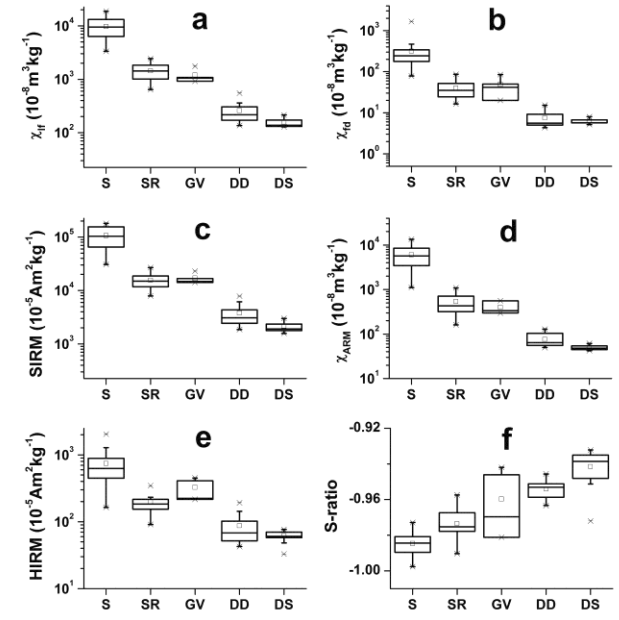 a
χlf (10-8m3kg-1)
104
103
102
S SR GV DD DS
b
χfd (10-8m3kg-1)
103
102
101
100
S SR GV DD DS
c
SIRM (10-5Am2kg-1)
105
104
103
S SR GV DD DS
d
χARM (10-8m3kg-1)
104
103
102
101
S SR GV DD DS
e
HIRM (10-5Am2kg-1)
103
102
101
S SR GV DD DS
f
S-ratio
-0.92
-0.96
-1.00
S SR GV DD DS